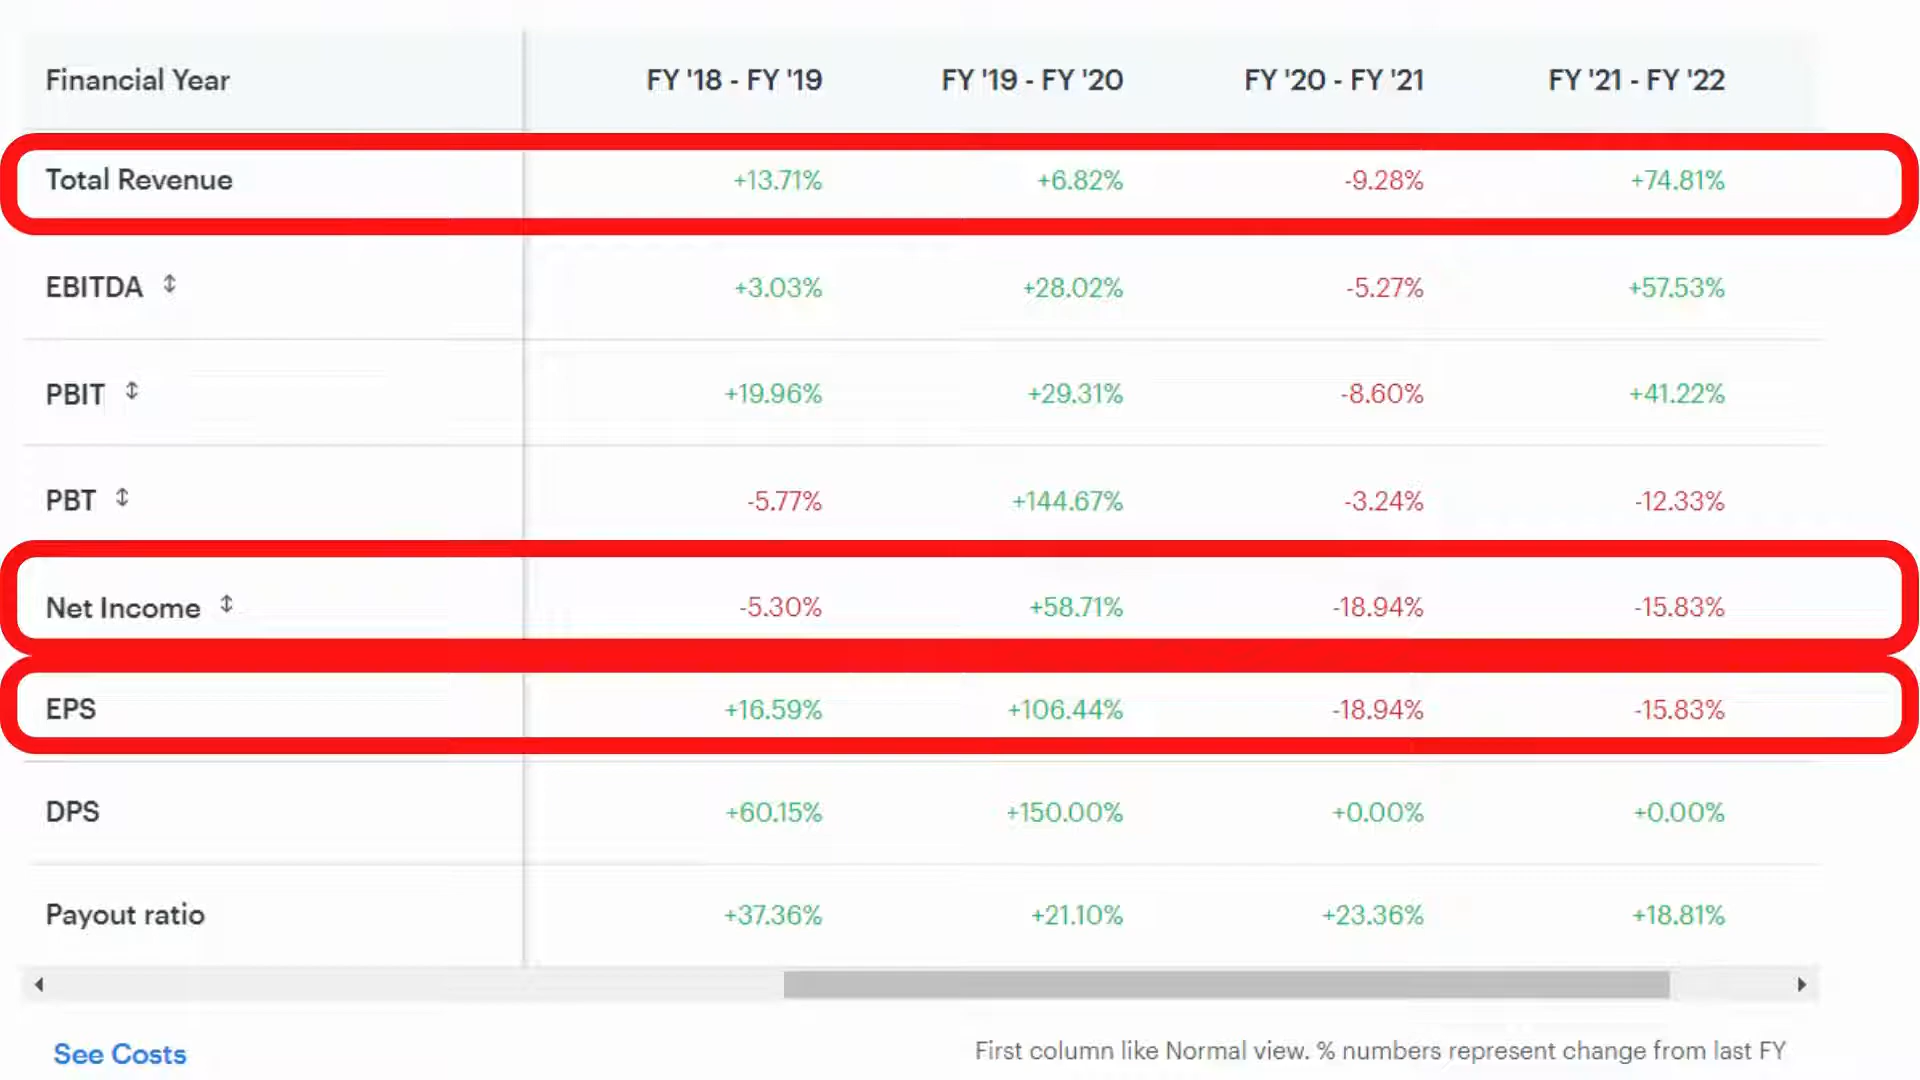 Financial Year FY '18 - FY '19 FY '19 - FY '20 FY '20 - FY '21 FY '21 - FY '22
Total Revenue +13.71% +6.82% -9.28% +74.81%
EBITDA +3.03% +28.02% -5.27% +57.53%
PBIT +19.96% +29.31% -8.60% +41.22%
PBT -5.77% +144.67% -3.24% -12.33%
Net Income -5.30% +58.71% -18.94% -15.83%
EPS +16.59% +106.44% -18.94% -15.83%
DPS +60.15% +150.00% +0.00% +0.00%
Payout ratio +37.36% +21.10% +23.36% +18.81%
See Costs First column like Normal view. % numbers represent change from last FY